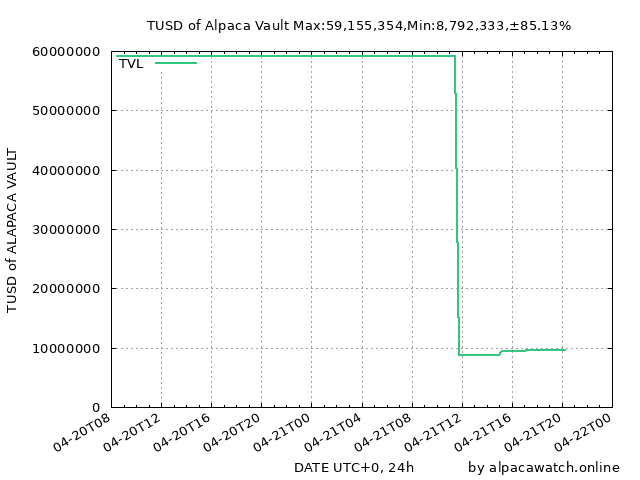 TUSD of Alpaca Vault Max:59,155,354,Min:8,792,333,±85.13%
TVL
60000000
50000000
40000000
30000000
20000000
10000000
0
TUSD of ALAPACA VAULT
04-20T08
04-20T12
04-20T16
04-20T20
04-21T00
04-21T04
04-21T08
04-21T12
04-21T16
04-21T20
04-22T00
DATE UTC+0, 24h
by alpacawatch.online